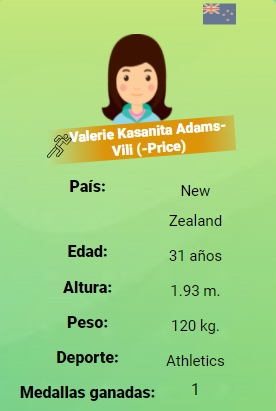 Valerie Kasanita Adams-
Vili (-Price)
País: New
Zealand
Edad: 31 años
Altura: 1.93 m.
Peso: 120 kg.
Deporte: Athletics
Medallas ganadas: 1